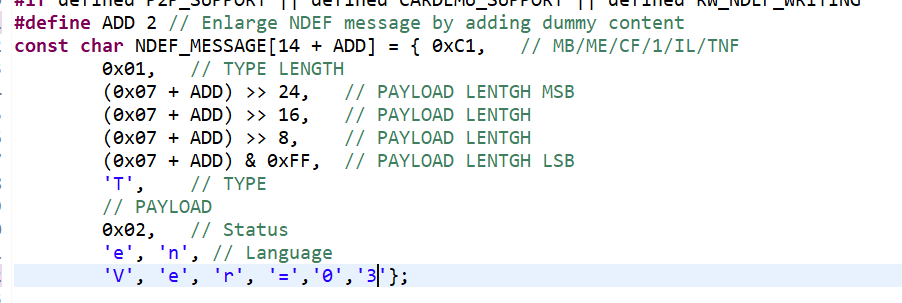 #if defined P2P_SUPPORT || defined CARDEMO_SUPPORT || defined RW_NDEF_WRITING
#define ADD 2 // Enlarge NDEF message by adding dummy content
const char NDEF_MESSAGE[14 + ADD] = { 0xC1,   // MB/ME/CF/1/IL/TNF
        0x01,   // TYPE LENGTH
        (0x07 + ADD) >> 24,   // PAYLOAD LENTGH MSB
        (0x07 + ADD) >> 16,   // PAYLOAD LENTGH
        (0x07 + ADD) >> 8,    // PAYLOAD LENTGH
        (0x07 + ADD) & 0xFF,  // PAYLOAD LENTGH LSB
        'T',    // TYPE
        // PAYLOAD
        0x02,   // Status
        'e', 'n', // Language
        'V', 'e', 'r', '=','0','3'};